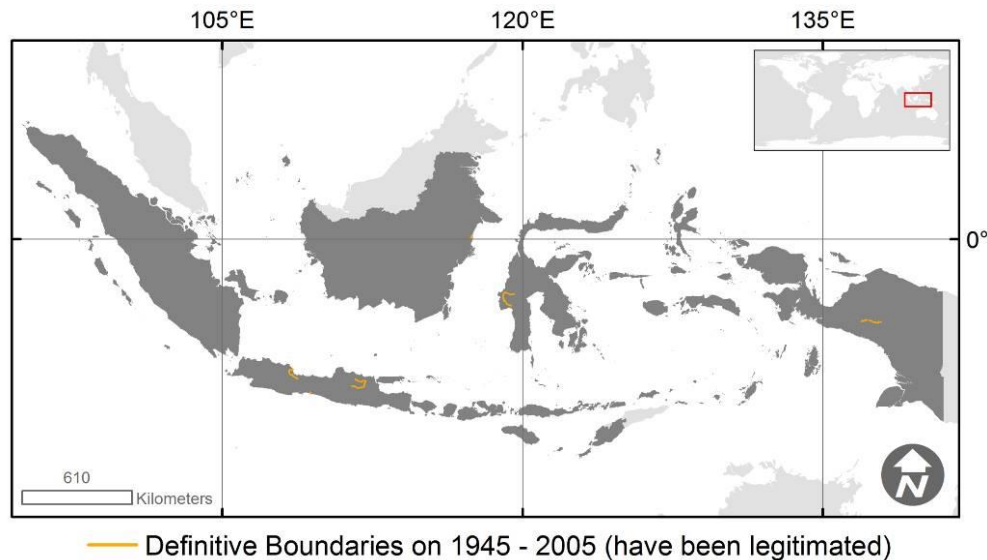 105°E 120°E 135°E
0°
610
Kilometers
N
Definitive Boundaries on 1945 - 2005 (have been legitimated)